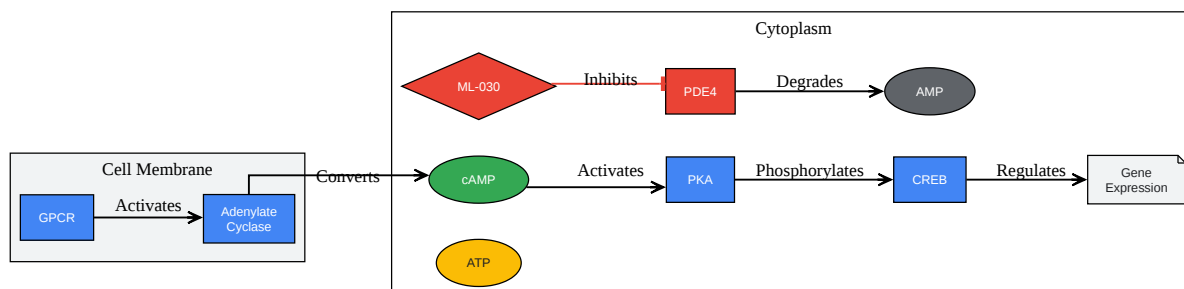 Cytoplasm
ML-030
Inhibits
PDE4
Degrades
AMP
Cell Membrane
GPCR
Activates
Adenylate
Cyclase
Converts
cAMP
Activates
PKA
Phosphorylates
CREB
Regulates
Gene
Expression
ATP